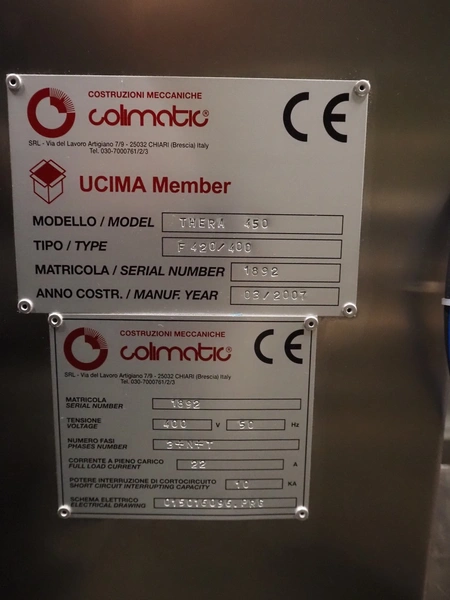 COSTRUZIONI MECCANICHE
colimatic®
CE
SRL - Via del Lavoro Artigiano 7/9 - 25032 CHIARI (Brescia) Italy
Tel. 030-7000761/2/3
UCIMA Member
MODELLO / MODEL THERA 450
TIPO / TYPE F 420/400
MATRICOLA / SERIAL NUMBER 1892
ANNO COSTR. / MANUF. YEAR 03/2007
COSTRUZIONI MECCANICHE
colimatic®
CE
SRL - Via del Lavoro Artigiano 7/9 - 25032 CHIARI (Brescia) Italy
Tel. 030-7000761/2/3
MATRICOLA
SERIAL NUMBER 1892
TENSIONE
VOLTAGE 400 V 50 Hz
NUMERO FASI
PHASES NUMBER 3+N+T
CORRENTE A PIENO CARICO
FULL LOAD CURRENT 22 A
POTERE INTERRUZIONE DI CORTOCIRCUITO
SHORT CIRCUIT INTERRUPTING CAPACITY 10 KA
SCHEMA ELETTRICO
ELECTRICAL DRAWING